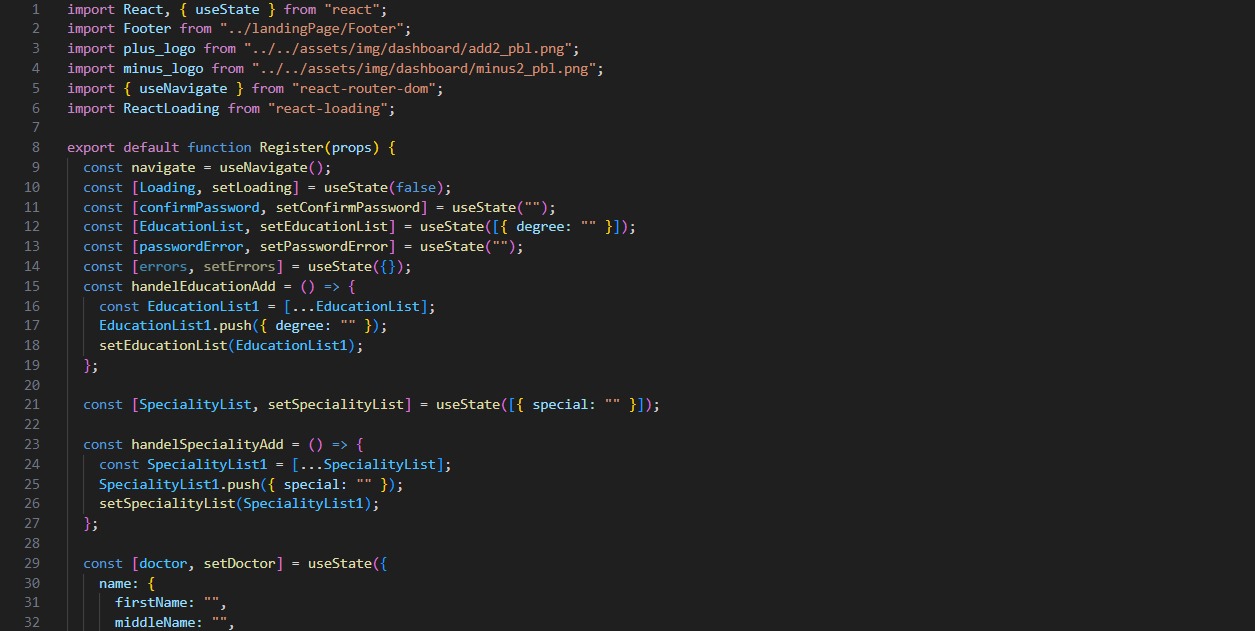 1 import React, { useState } from "react";
2 import Footer from "../landingPage/Footer";
3 import plus_logo from "../../assets/img/dashboard/add2_pbl.png";
4 import minus_logo from "../../assets/img/dashboard/minus2_pbl.png";
5 import { useNavigate } from "react-router-dom";
6 import ReactLoading from "react-loading";
7
8 export default function Register(props) {
9   const navigate = useNavigate();
10   const [Loading, setLoading] = useState(false);
11   const [confirmPassword, setConfirmPassword] = useState("");
12   const [EducationList, setEducationList] = useState([{ degree: "" }]);
13   const [passwordError, setPasswordError] = useState("");
14   const [errors, setErrors] = useState({});
15   const handelEducationAdd = () => {
16     const EducationList1 = [...EducationList];
17     EducationList1.push({ degree: "" });
18     setEducationList(EducationList1);
19   };
20
21   const [SpecialityList, setSpecialityList] = useState([{ special: "" }]);
22
23   const handelSpecialityAdd = () => {
24     const SpecialityList1 = [...SpecialityList];
25     SpecialityList1.push({ special: "" });
26     setSpecialityList(SpecialityList1);
27   };
28
29   const [doctor, setDoctor] = useState({
30     name: {
31       firstName: "",
32       middleName: "",